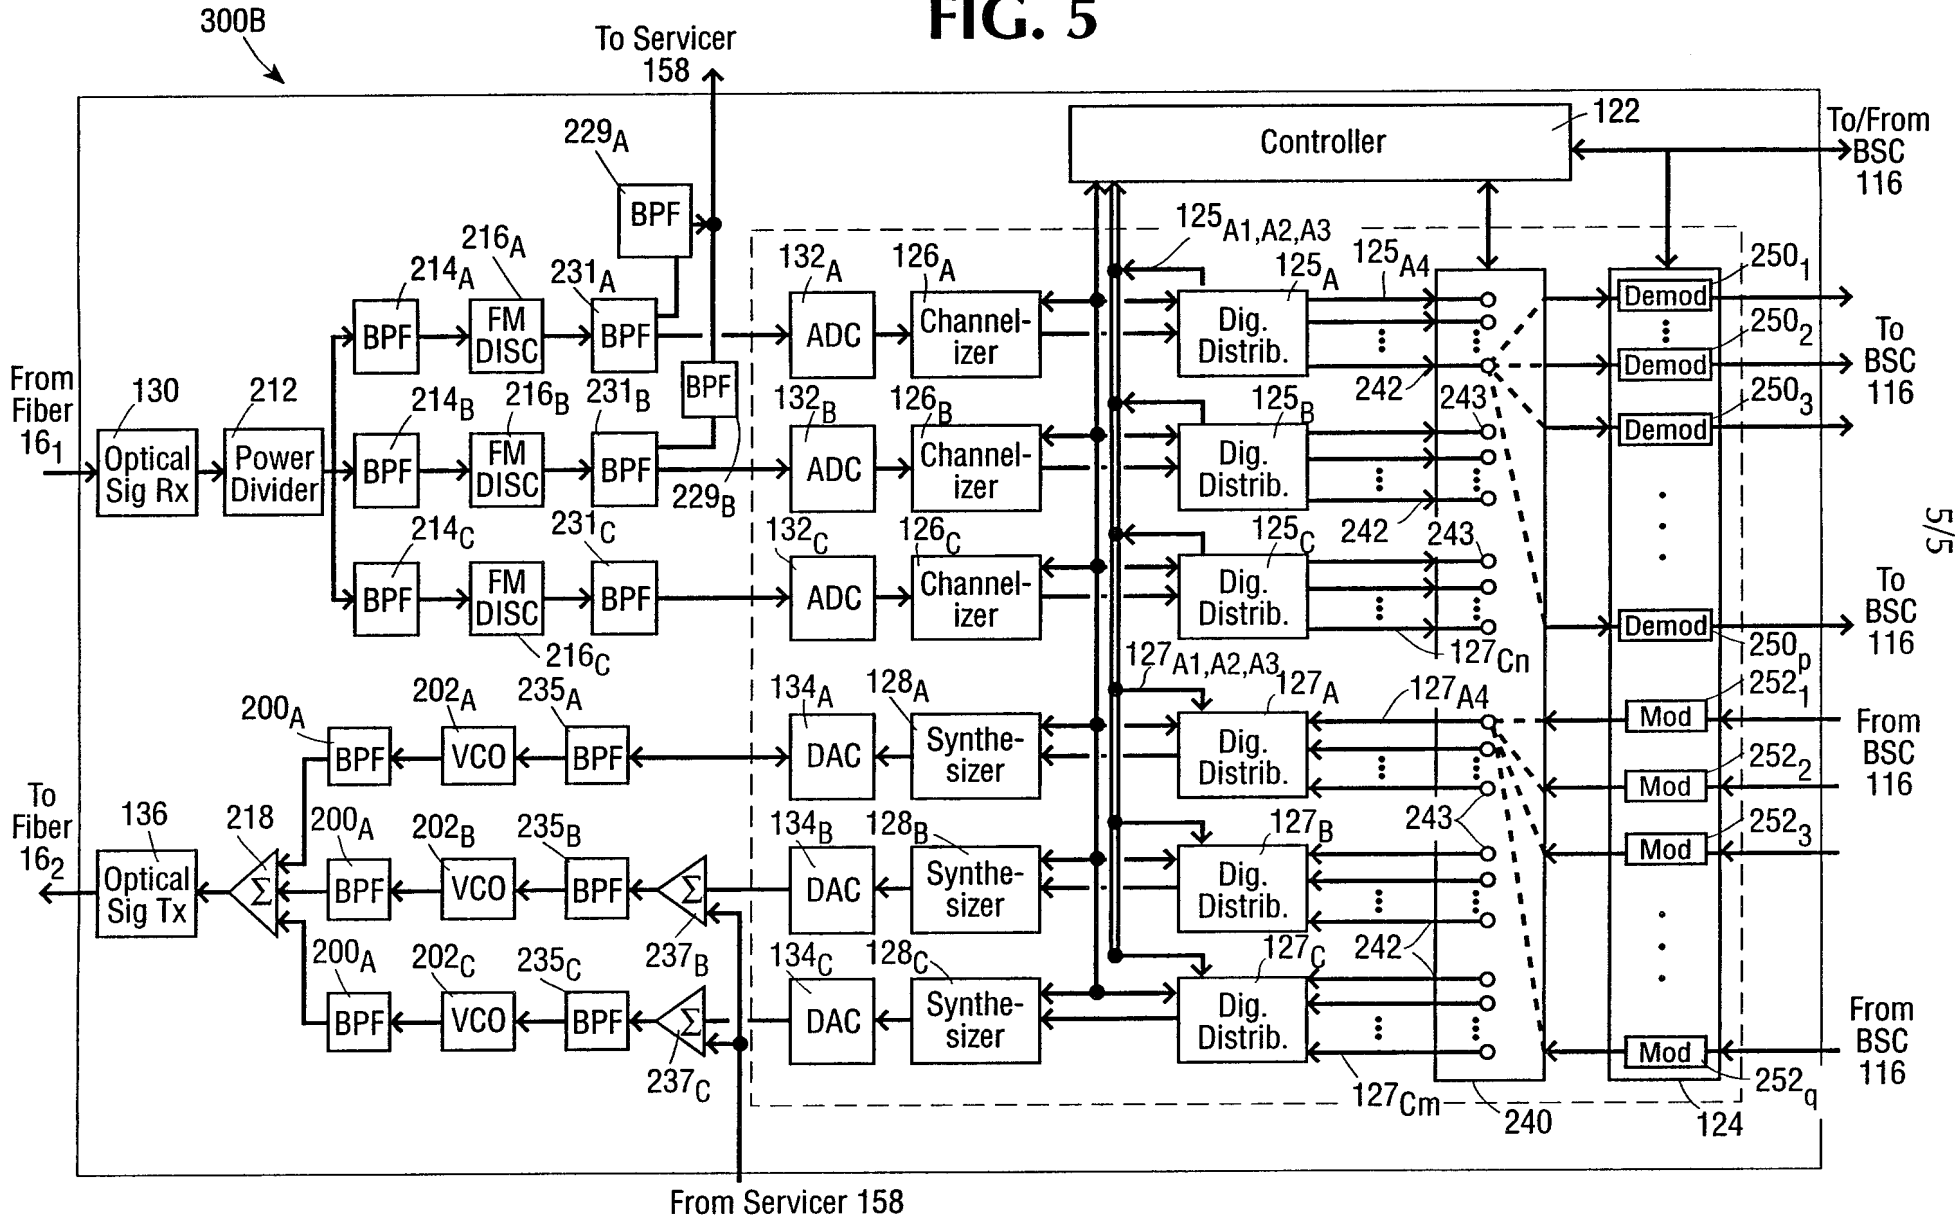 FIG. 5
300B
To Servicer
158
Controller
122
To/From
BSC
116
229A
BPF
216A
214A
231A
132A
126A
125A1,A2,A3
125A
125A4
250₁
BPF
FM
DISC
BPF
ADC
Channel-
izer
Dig.
Distrib.
Demod
250₂
Demod
To
BSC
116
BPF
242
From
Fiber
16₁
130
212
214B
216B
231B
132B
126B
125B
243
250₃
Demod
Optical
Sig Rx
Power
Divider
BPF
FM
DISC
BPF
229B
ADC
Channel-
izer
Dig.
Distrib.
242
243
5/5
214C
231C
132C
126C
125C
BPF
FM
DISC
216C
BPF
ADC
Channel-
izer
Dig.
Distrib.
127Cn
Demod
250p
To
BSC
116
200A
202A
235A
134A
128A
127A1,A2,A3
127A
127A4
252₁
BPF
VCO
BPF
DAC
Synthe-
sizer
Dig.
Distrib.
Mod
252₂
Mod
From
BSC
116
To
Fiber
16₂
136
218
200A
202B
235B
134B
128B
127B
243
252₃
Mod
Optical
Sig Tx
Σ
BPF
VCO
BPF
Σ
237B
DAC
Synthe-
sizer
Dig.
Distrib.
242
200A
202C
235C
134C
128C
127C
BPF
VCO
BPF
Σ
237C
DAC
Synthe-
sizer
Dig.
Distrib.
127Cm
240
Mod
252q
124
From
BSC
116
From Servicer 158